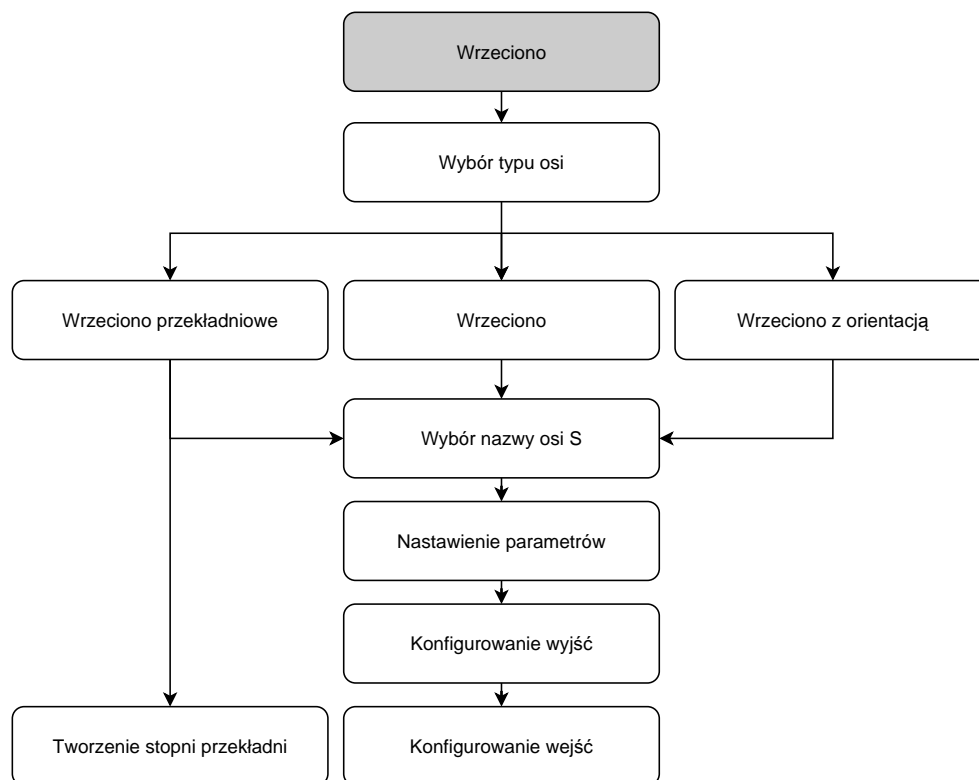 Wrzeciono
Wybór typu osi
Wrzeciono przekładniowe
Wrzeciono
Wrzeciono z orientacją
Wybór nazwy osi S
Nastawienie parametrów
Konfigurowanie wyjść
Tworzenie stopni przekładni
Konfigurowanie wejść